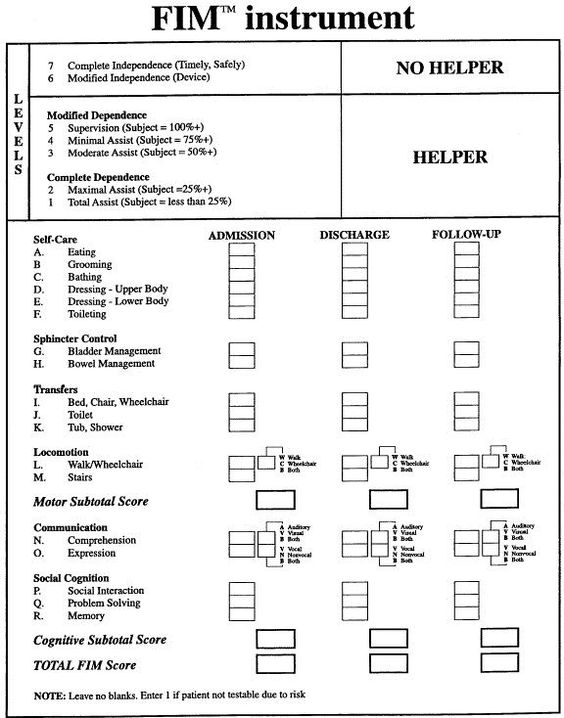 FIM™ instrument
LEVELS
7 Complete Independence (Timely, Safely)
6 Modified Independence (Device)
NO HELPER
Modified Dependence
5 Supervision (Subject = 100%+)
4 Minimal Assist (Subject = 75%+)
3 Moderate Assist (Subject = 50%+)
HELPER
Complete Dependence
2 Maximal Assist (Subject =25%+)
1 Total Assist (Subject = less than 25%)
ADMISSION DISCHARGE FOLLOW-UP
Self-Care
A. Eating
B Grooming
C. Bathing
D. Dressing - Upper Body
E. Dressing - Lower Body
F. Toileting
Sphincter Control
G. Bladder Management
H. Bowel Management
Transfers
I. Bed, Chair, Wheelchair
J. Toilet
K. Tub, Shower
Locomotion
L. Walk/Wheelchair
M. Stairs
W Walk W Walk W Walk
C Wheelchair C Wheelchair C Wheelchair
B Both B Both B Both
Motor Subtotal Score
Communication
N. Comprehension
O. Expression
A Auditory A Auditory A Auditory
V Visual V Visual V Visual
B Both B Both B Both
V Vocal V Vocal V Vocal
N Nonvocal N Nonvocal N Nonvocal
B Both B Both B Both
Social Cognition
P. Social Interaction
Q. Problem Solving
R. Memory
Cognitive Subtotal Score
TOTAL FIM Score
NOTE: Leave no blanks. Enter 1 if patient not testable due to risk